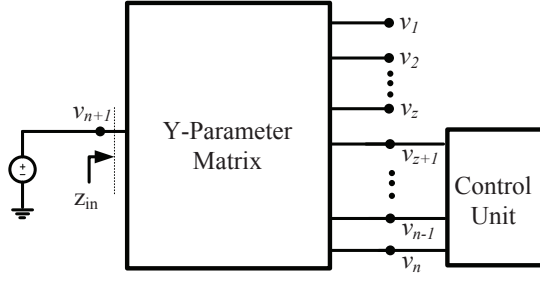 v1
v2
vz
vn+1
Y-Parameter
Matrix
vz+1
zin
Control
Unit
vn-1
vn
+
−